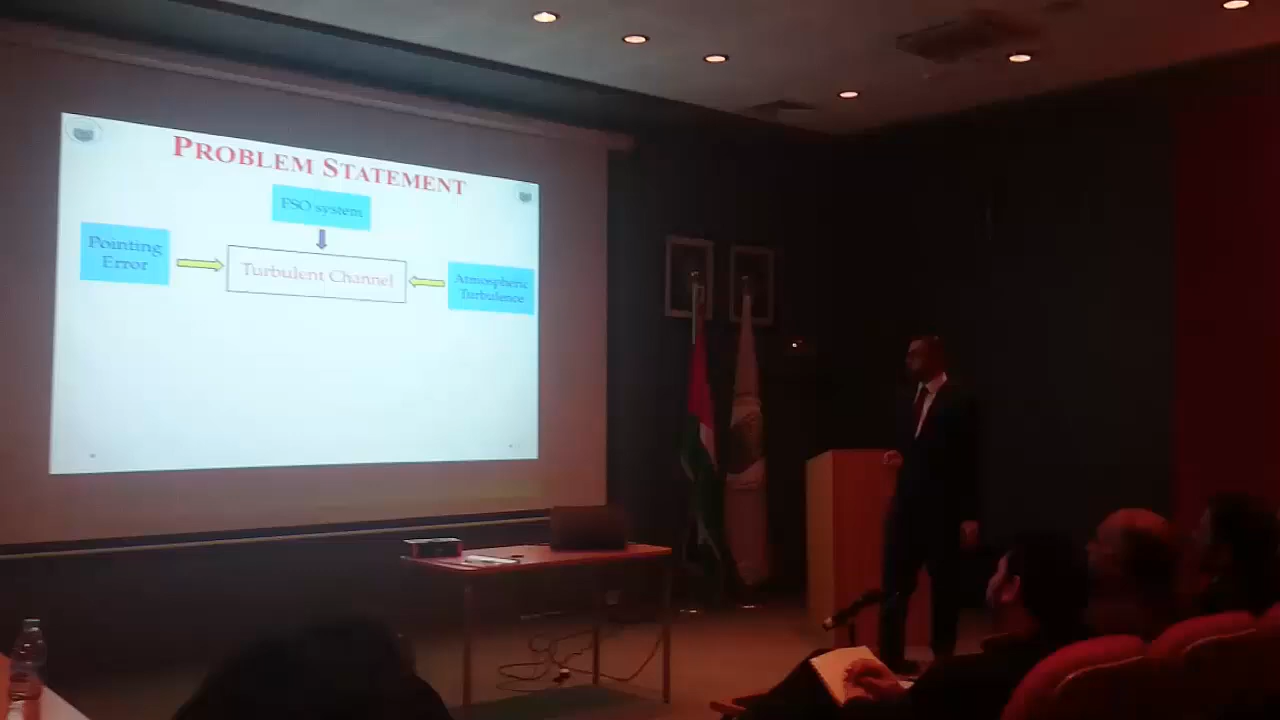 PROBLEM STATEMENT
FSO system
Pointing
Error
Turbulent Channel
Atmospheric
Turbulence